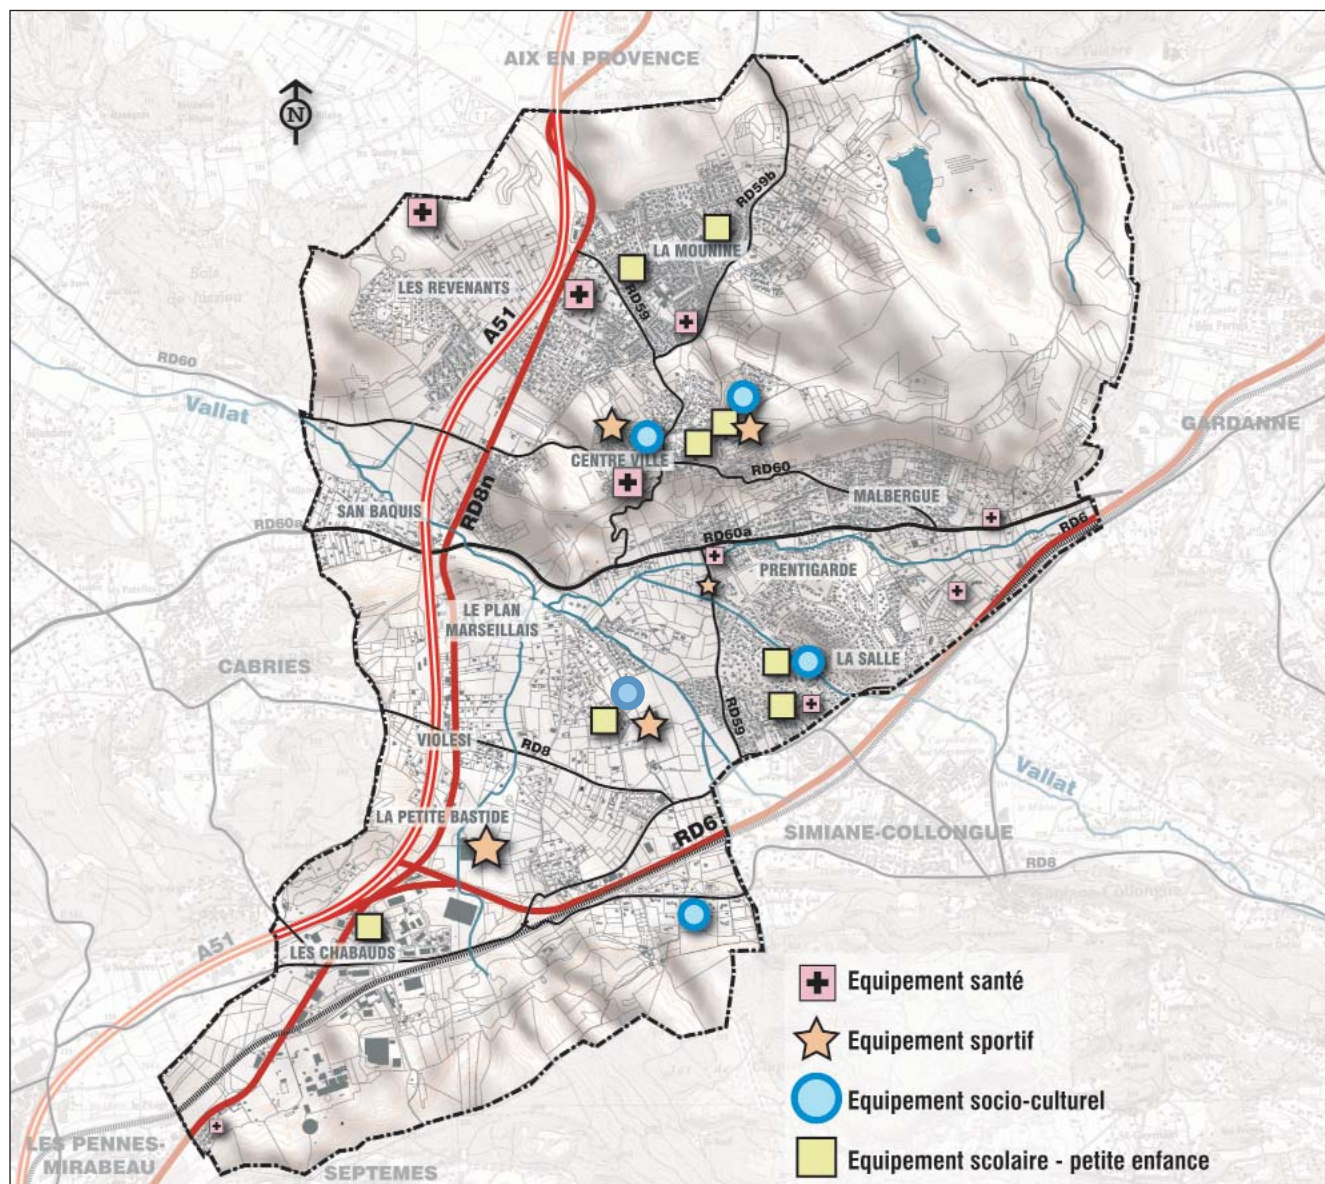 AIX EN PROVENCE
N
RD59b
LA MOUNINE
LES REVENANTS
A51
RD59
RD60
Vallat
GARDANNE
CENTRE VILLE
RD60
RD8n
MALBERGUE
SAN BAQUIS
RD60a
RD60a
RD6
PRENTIGARDE
LE PLAN
MARSEILLAIS
LA SALLE
CABRIES
RD59
VIOLESI
RD8
Vallat
LA PETITE BASTIDE
RD6
SIMIANE-COLLONGUE
RD8
A51
LES CHABAUDS
Equipement santé
Equipement sportif
Equipement socio-culturel
Equipement scolaire - petite enfance
LES PENNES-
MIRABEAU
SEPTEMES